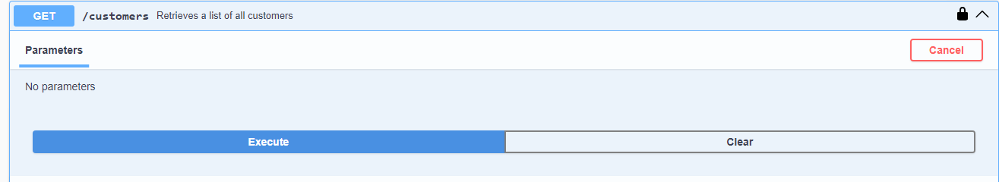 GET /customers Retrieves a list of all customers
Parameters Cancel
No parameters
Execute Clear